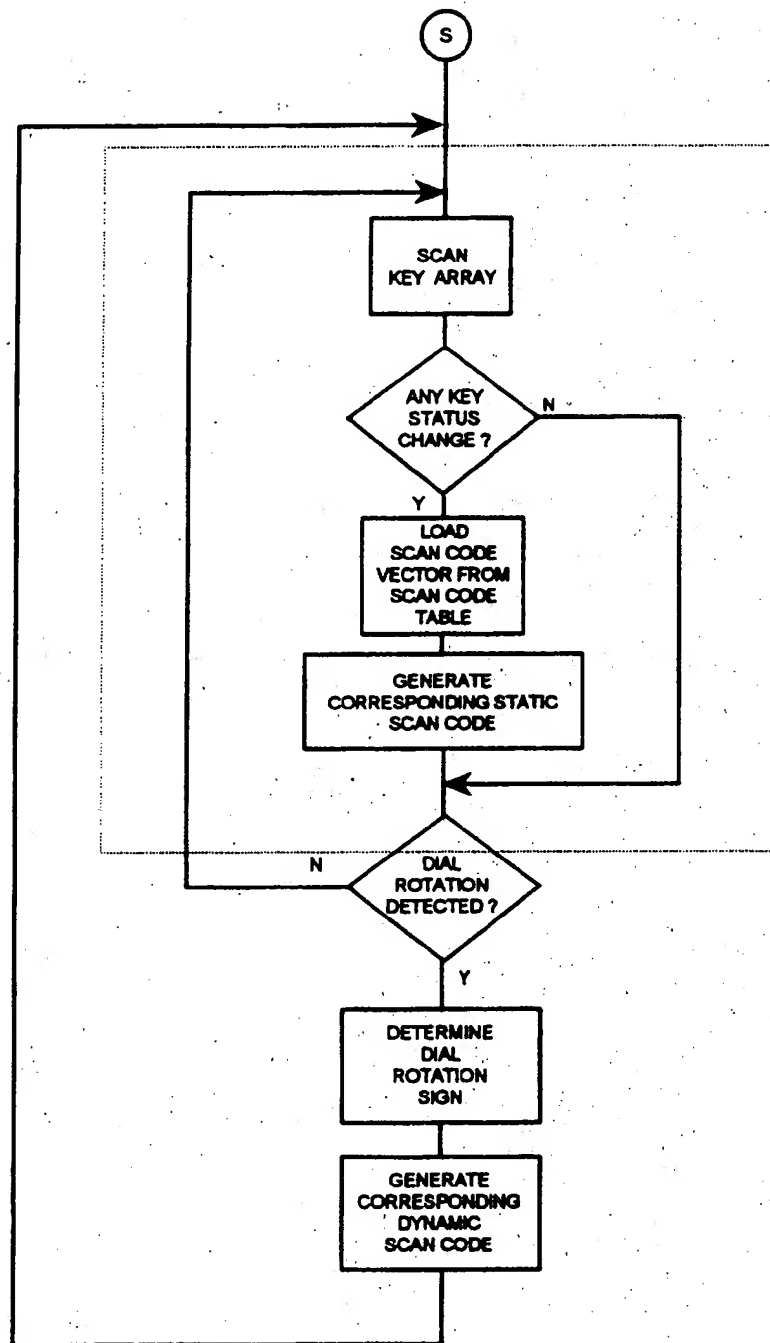 S
SCAN
KEY ARRAY
ANY KEY
STATUS
CHANGE ?
N
Y
LOAD
SCAN CODE
VECTOR FROM
SCAN CODE
TABLE
GENERATE
CORRESPONDING STATIC
SCAN CODE
N
DIAL
ROTATION
DETECTED ?
Y
DETERMINE
DIAL
ROTATION
SIGN
GENERATE
CORRESPONDING
DYNAMIC
SCAN CODE